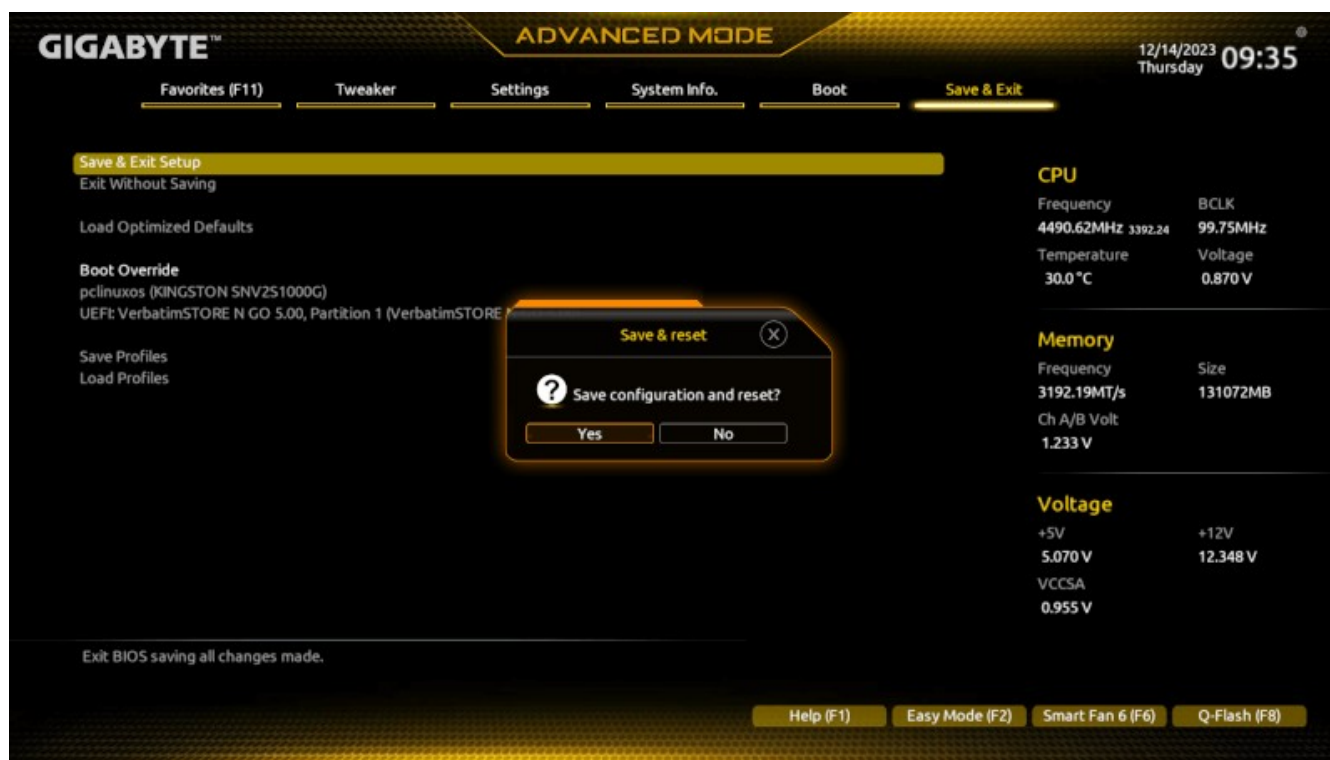 GIGABYTE™
ADVANCED MODE
12/14/2023 09:35
Thursday
Favorites (F11) Tweaker Settings System Info. Boot Save & Exit
Save & Exit Setup
Exit Without Saving
Load Optimized Defaults
Boot Override
pclinuxos (KINGSTON SNV2S1000G)
UEFI: VerbatimSTORE N GO 5.00, Partition 1 (VerbatimSTORE
Save Profiles
Load Profiles
Save & reset
Save configuration and reset?
Yes No
CPU
Frequency BCLK
4490.62MHz 3392.24 99.75MHz
Temperature Voltage
30.0 °C 0.870 V
Memory
Frequency Size
3192.19MT/s 131072MB
Ch A/B Volt
1.233 V
Voltage
+5V +12V
5.070 V 12.348 V
VCCSA
0.955 V
Exit BIOS saving all changes made.
Help (F1) Easy Mode (F2) Smart Fan 6 (F6) Q-Flash (F8)